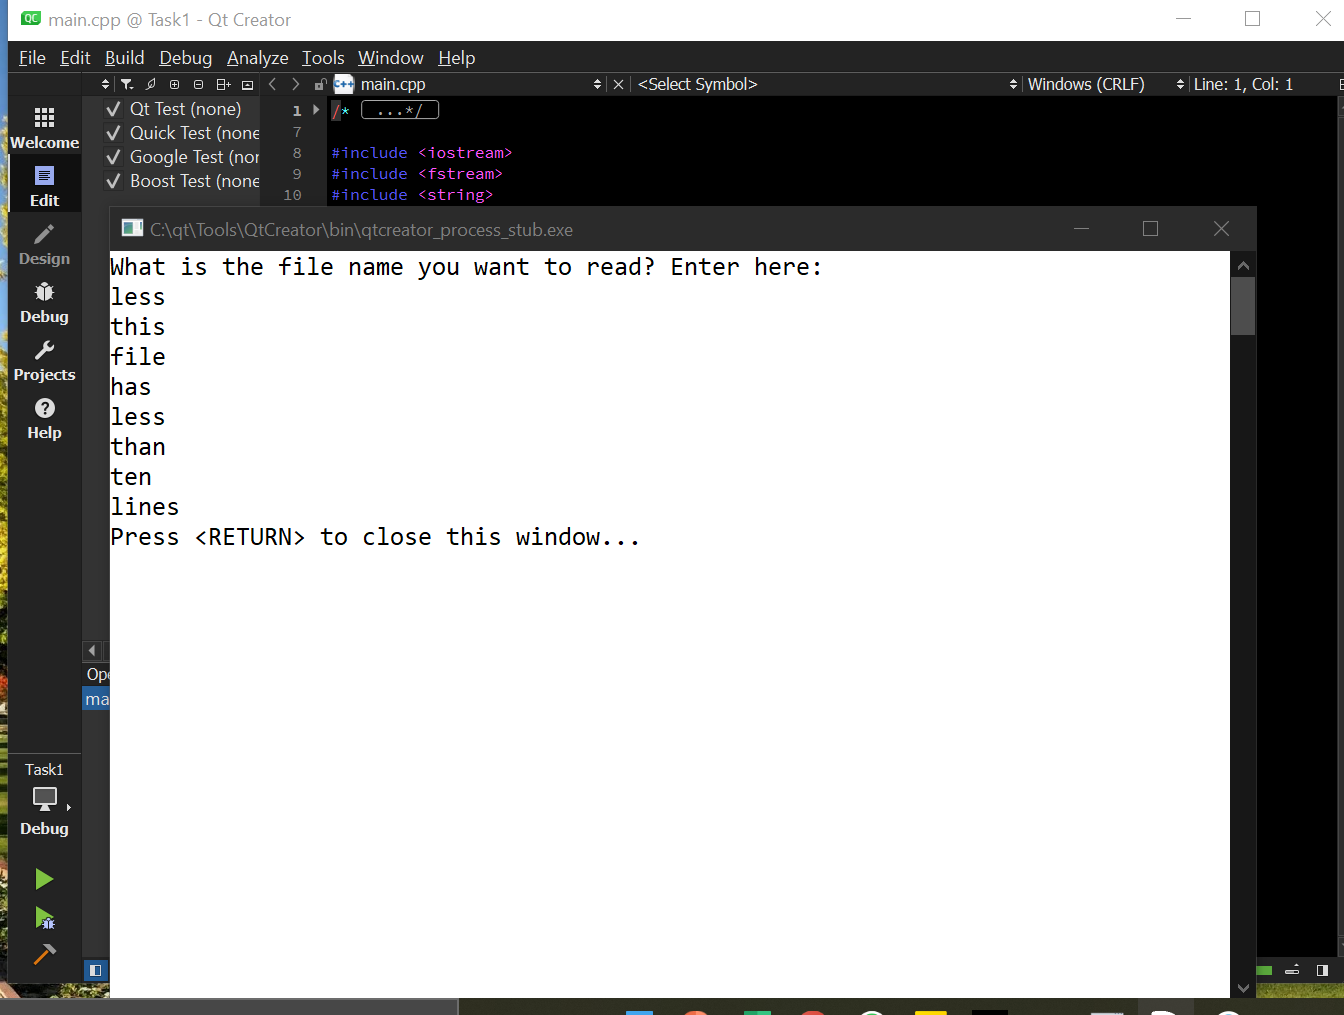 QC main.cpp @ Task1 - Qt Creator
File Edit Build Debug Analyze Tools Window Help
C++ main.cpp <Select Symbol> Windows (CRLF) Line: 1, Col: 1
Qt Test (none)
Quick Test (none
Google Test (nor
Boost Test (none
1 /* ...*/
7
8 #include <iostream>
9 #include <fstream>
10 #include <string>
Welcome
Edit
Design
Debug
Projects
Help
C:\qt\Tools\QtCreator\bin\qtcreator_process_stub.exe
What is the file name you want to read? Enter here:
less
this
file
has
less
than
ten
lines
Press <RETURN> to close this window...
Ope
ma
Task1
Debug